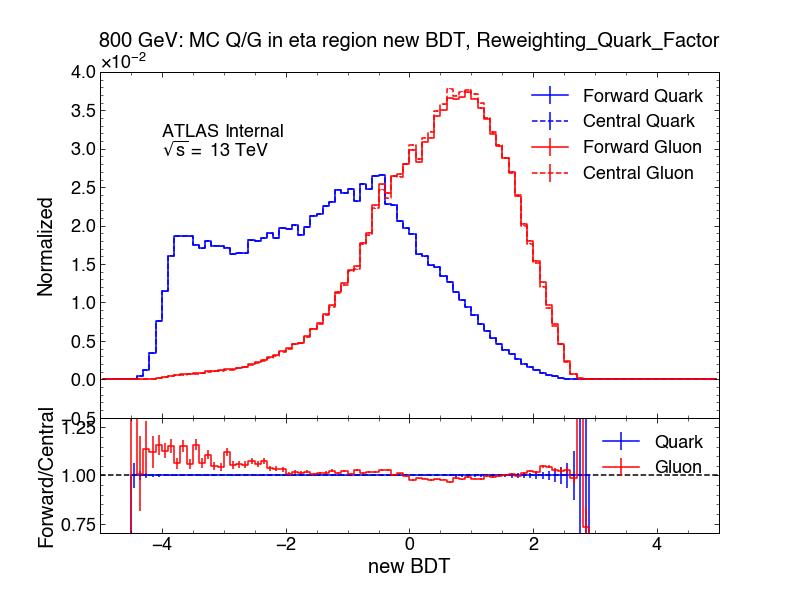 800 GeV: MC Q/G in eta region new BDT, Reweighting_Quark_Factor
×10⁻²
4.0
3.5
3.0
2.5
2.0
1.5
1.0
0.5
0.0
−0.5
Normalized
ATLAS Internal
√s = 13 TeV
Forward Quark
Central Quark
Forward Gluon
Central Gluon
1.25
1.00
0.75
Forward/Central
Quark
Gluon
−4 −2 0 2 4
new BDT